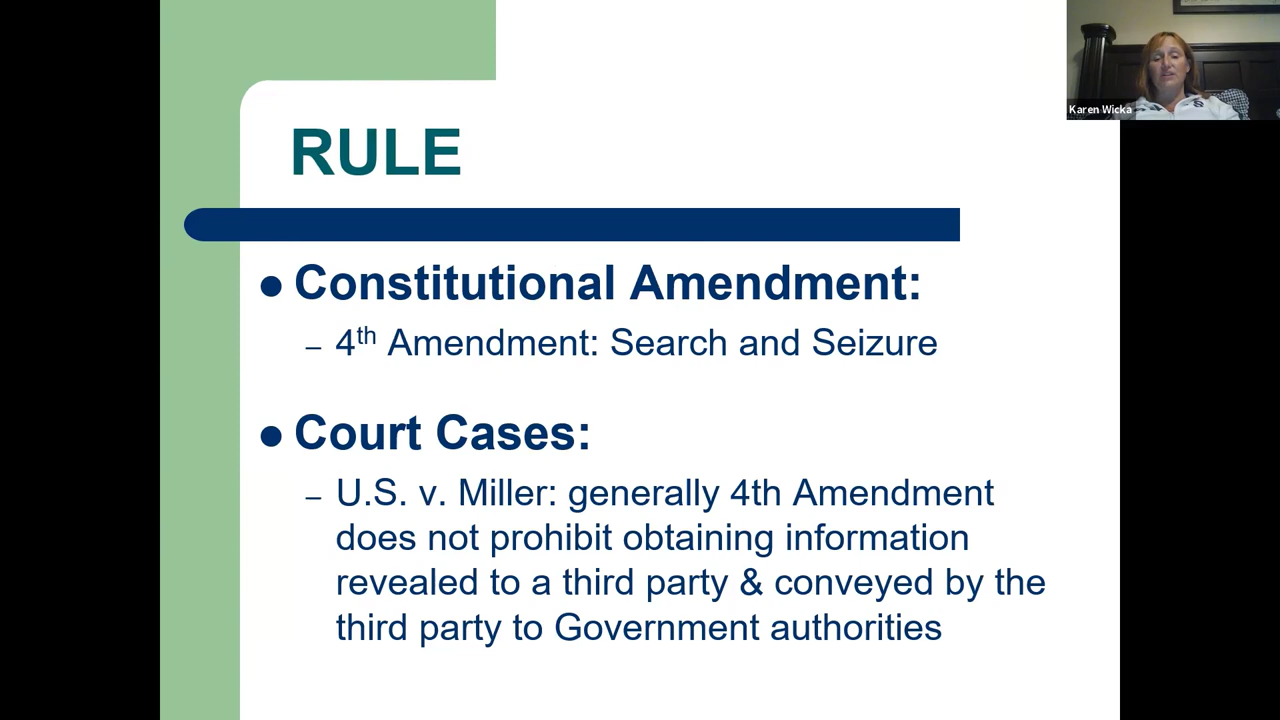 RULE
Karen Wicka
Constitutional Amendment:
– 4th Amendment: Search and Seizure
Court Cases:
– U.S. v. Miller: generally 4th Amendment
does not prohibit obtaining information
revealed to a third party & conveyed by the
third party to Government authorities